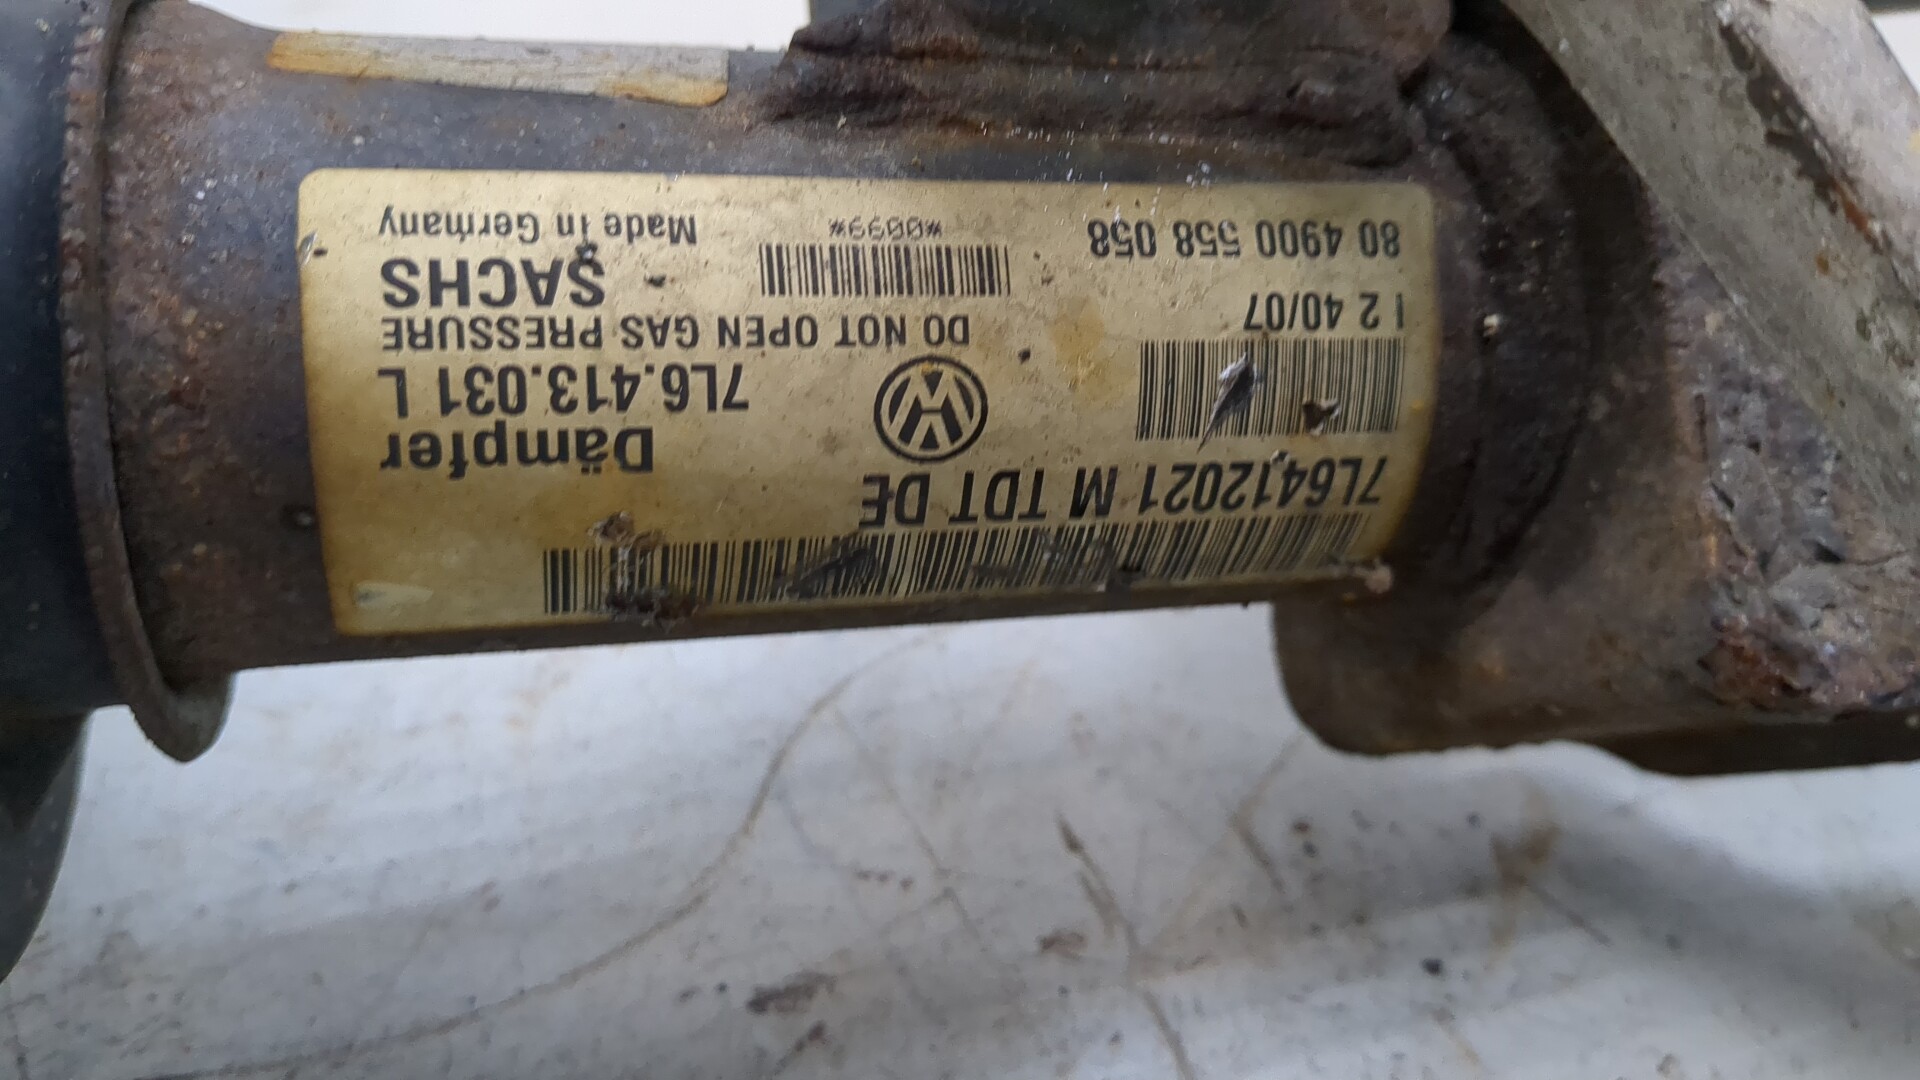 7L6412021 M TDT DE
Dämpfer
7L6.413.031 L
DO NOT OPEN GAS PRESSURE
SACHS
Made in Germany
I 2 40/07
80 4900 558 058
*0099*